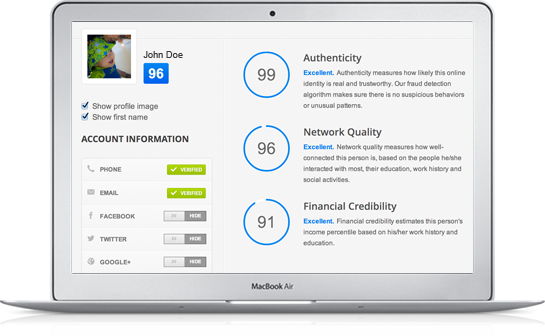 John Doe
96
Show profile image
Show first name
ACCOUNT INFORMATION
PHONE
VERIFIED
EMAIL
VERIFIED
FACEBOOK
HIDE
TWITTER
HIDE
GOOGLE+
HIDE
99
Authenticity
Excellent. Authenticity measures how likely this online
identity is real and trustworthy. Our fraud detection
algorithm makes sure there is no suspicious behaviors
or unusual patterns.
96
Network Quality
Excellent. Network quality measures how well-
connected this person is, based on the people he/she
interacted with most, their education, work history and
social activities.
91
Financial Credibility
Excellent. Financial credibility estimates this person's
income percentile based on his/her work history and
education.
MacBook Air